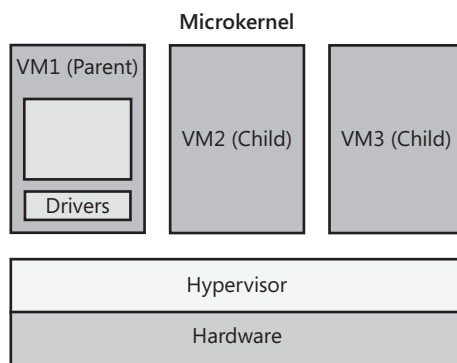 Microkernel
VM1 (Parent)
Drivers
VM2 (Child)
VM3 (Child)
Hypervisor
Hardware